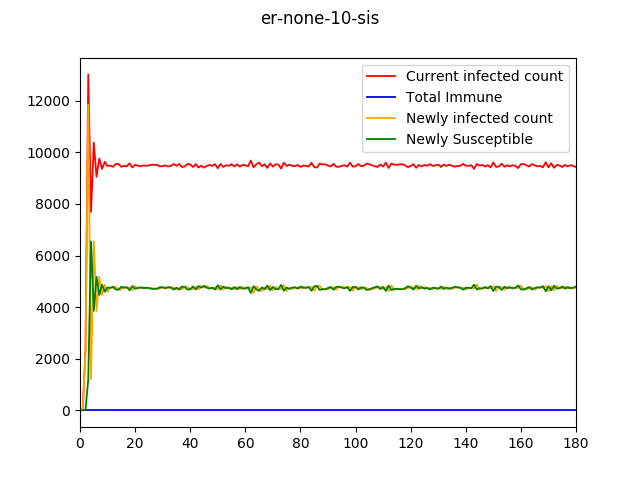 er-none-10-sis
Current infected count
Total Immune
Newly infected count
Newly Susceptible
12000
10000
8000
6000
4000
2000
0
0 20 40 60 80 100 120 140 160 180